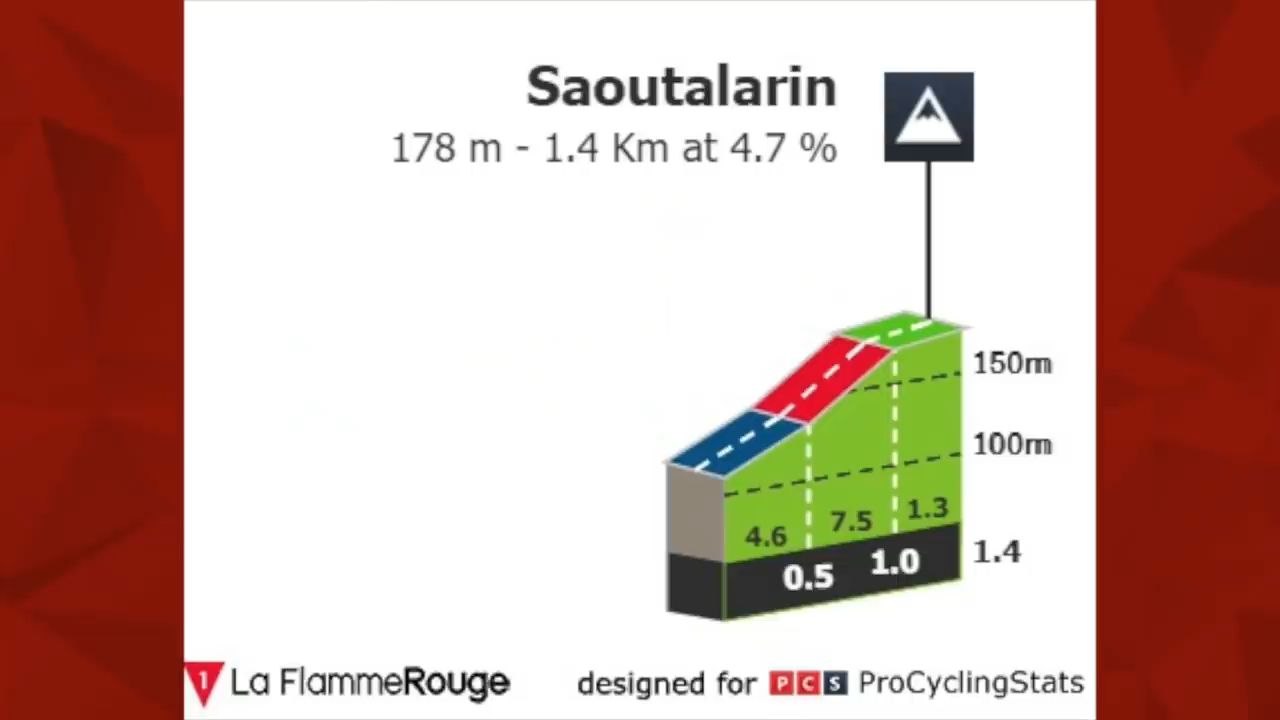 Saoutalarin
178 m - 1.4 Km at 4.7 %
150m
100m
4.6 7.5 1.3
0.5 1.0 1.4
1 La FlammeRouge designed for PCS ProCyclingStats